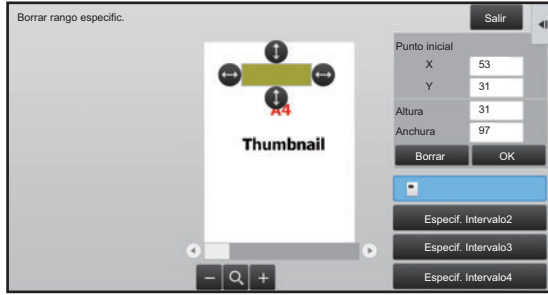 Borrar rango especific.
Salir
Punto inicial
X 53
Y 31
Altura 31
Anchura 97
Borrar OK
A4
Thumbnail
Especif. Intervalo2
Especif. Intervalo3
Especif. Intervalo4